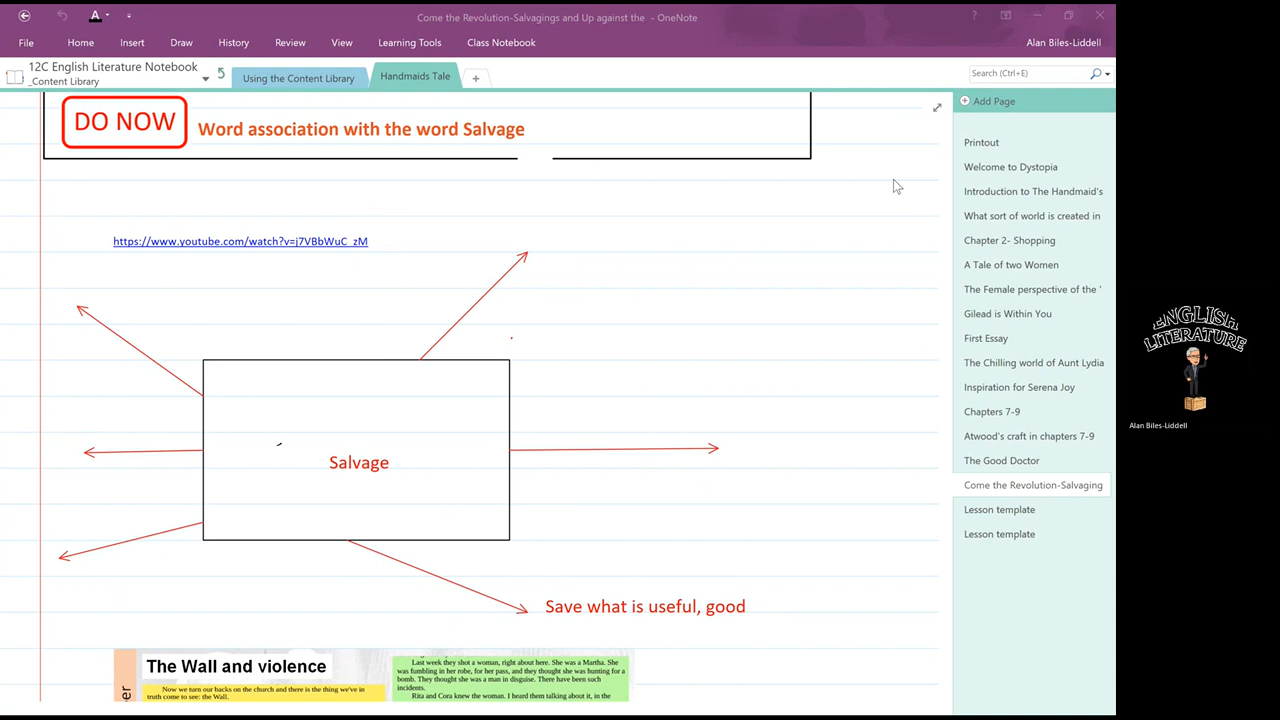 Come the Revolution-Salvagings and Up against the - OneNote
File Home Insert Draw History Review View Learning Tools Class Notebook
Alan Biles-Liddell
12C English Literature Notebook
_Content Library
Using the Content Library
Handmaids Tale
Search (Ctrl+E)
Add Page
DO NOW
Word association with the word Salvage
https://www.youtube.com/watch?v=j7VBbWuC_zM
Salvage
Save what is useful, good
The Wall and violence
Now we turn our backs on the church and there is the thing we've in
truth come to see: the Wall.
er
Last week they shot a woman, right about here. She was a Martha. She
was fumbling in her robe, for her pass, and they thought she was hunting for a
bomb. They thought she was a man in disguise. There have been such
incidents.
Rita and Cora knew the woman. I heard them talking about it, in the
Printout
Welcome to Dystopia
Introduction to The Handmaid's
What sort of world is created in
Chapter 2- Shopping
A Tale of two Women
The Female perspective of the '
Gilead is Within You
First Essay
The Chilling world of Aunt Lydia
Inspiration for Serena Joy
Chapters 7-9
Atwood's craft in chapters 7-9
The Good Doctor
Come the Revolution-Salvaging
Lesson template
Lesson template
ENGLISH
LITERATURE
Alan Biles-Liddell